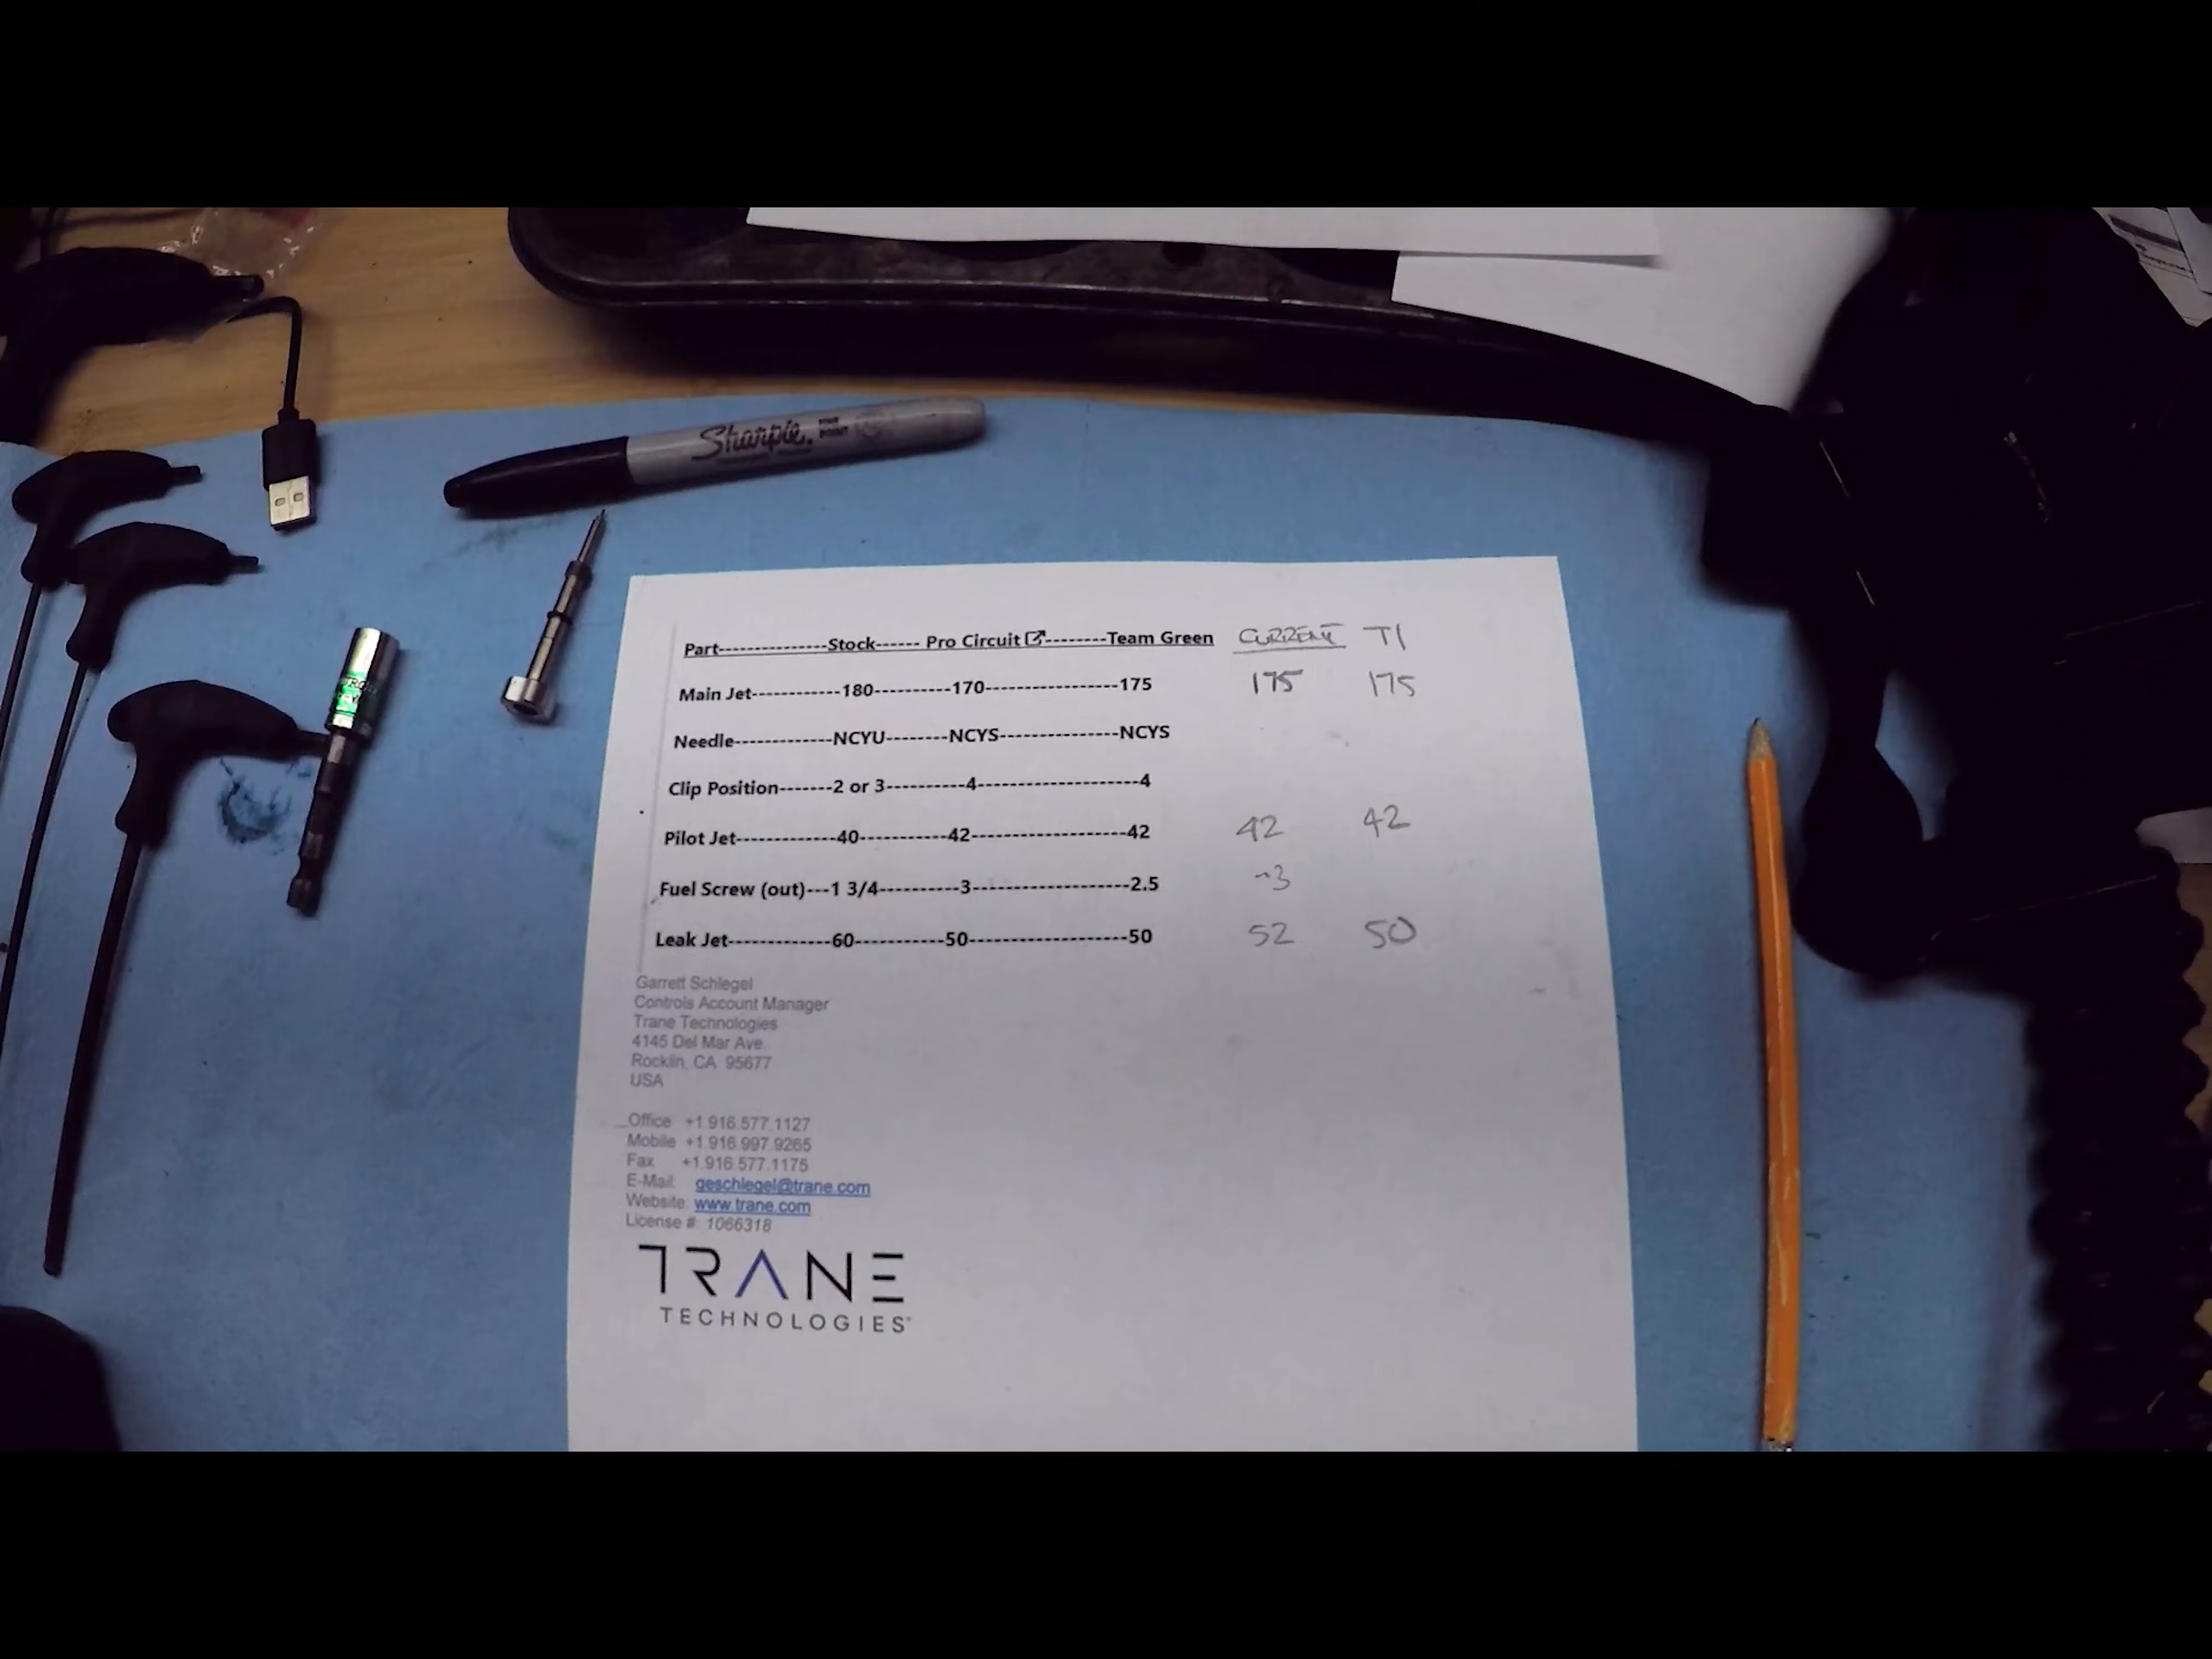 Sharpie.
Part---------------Stock------ Pro Circuit --------Team Green CURRENT T1
Main Jet------------180----------170-----------------175 175 175
Needle-------------NCYU--------NCYS---------------NCYS
Clip Position-------2 or 3----------4---------------------4
Pilot Jet-------------40-----------42--------------------42 42 42
Fuel Screw (out)---1 3/4----------3--------------------2.5 ~3
Leak Jet-------------60-----------50--------------------50 52 50
Garrett Schlegel
Controls Account Manager
Trane Technologies
4145 Del Mar Ave.
Rocklin, CA 95677
USA
Office +1.916.577.1127
Mobile +1.916.997.9265
Fax +1.916.577.1175
E-Mail: geschlegel@trane.com
Website: www.trane.com
License # 1066318
TRANE
TECHNOLOGIES